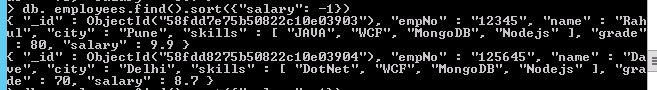 > db. employees.find().sort({"salary": -1})
{ "_id" : ObjectId("58fdd7e75b50822c10e03903"), "empNo" : "12345", "name" : "Rah
ul", "city" : "Pune", "skills" : [ "JAVA", "WCF", "MongoDB", "Nodejs" ], "grade"
 : 80, "salary" : 9.9 }
{ "_id" : ObjectId("58fdd8275b50822c10e03904"), "empNo" : "125645", "name" : "Da
ve", "city" : "Delhi", "skills" : [ "DotNet", "WCF", "MongoDB", "Nodejs" ], "gra
de" : 70, "salary" : 8.7 }